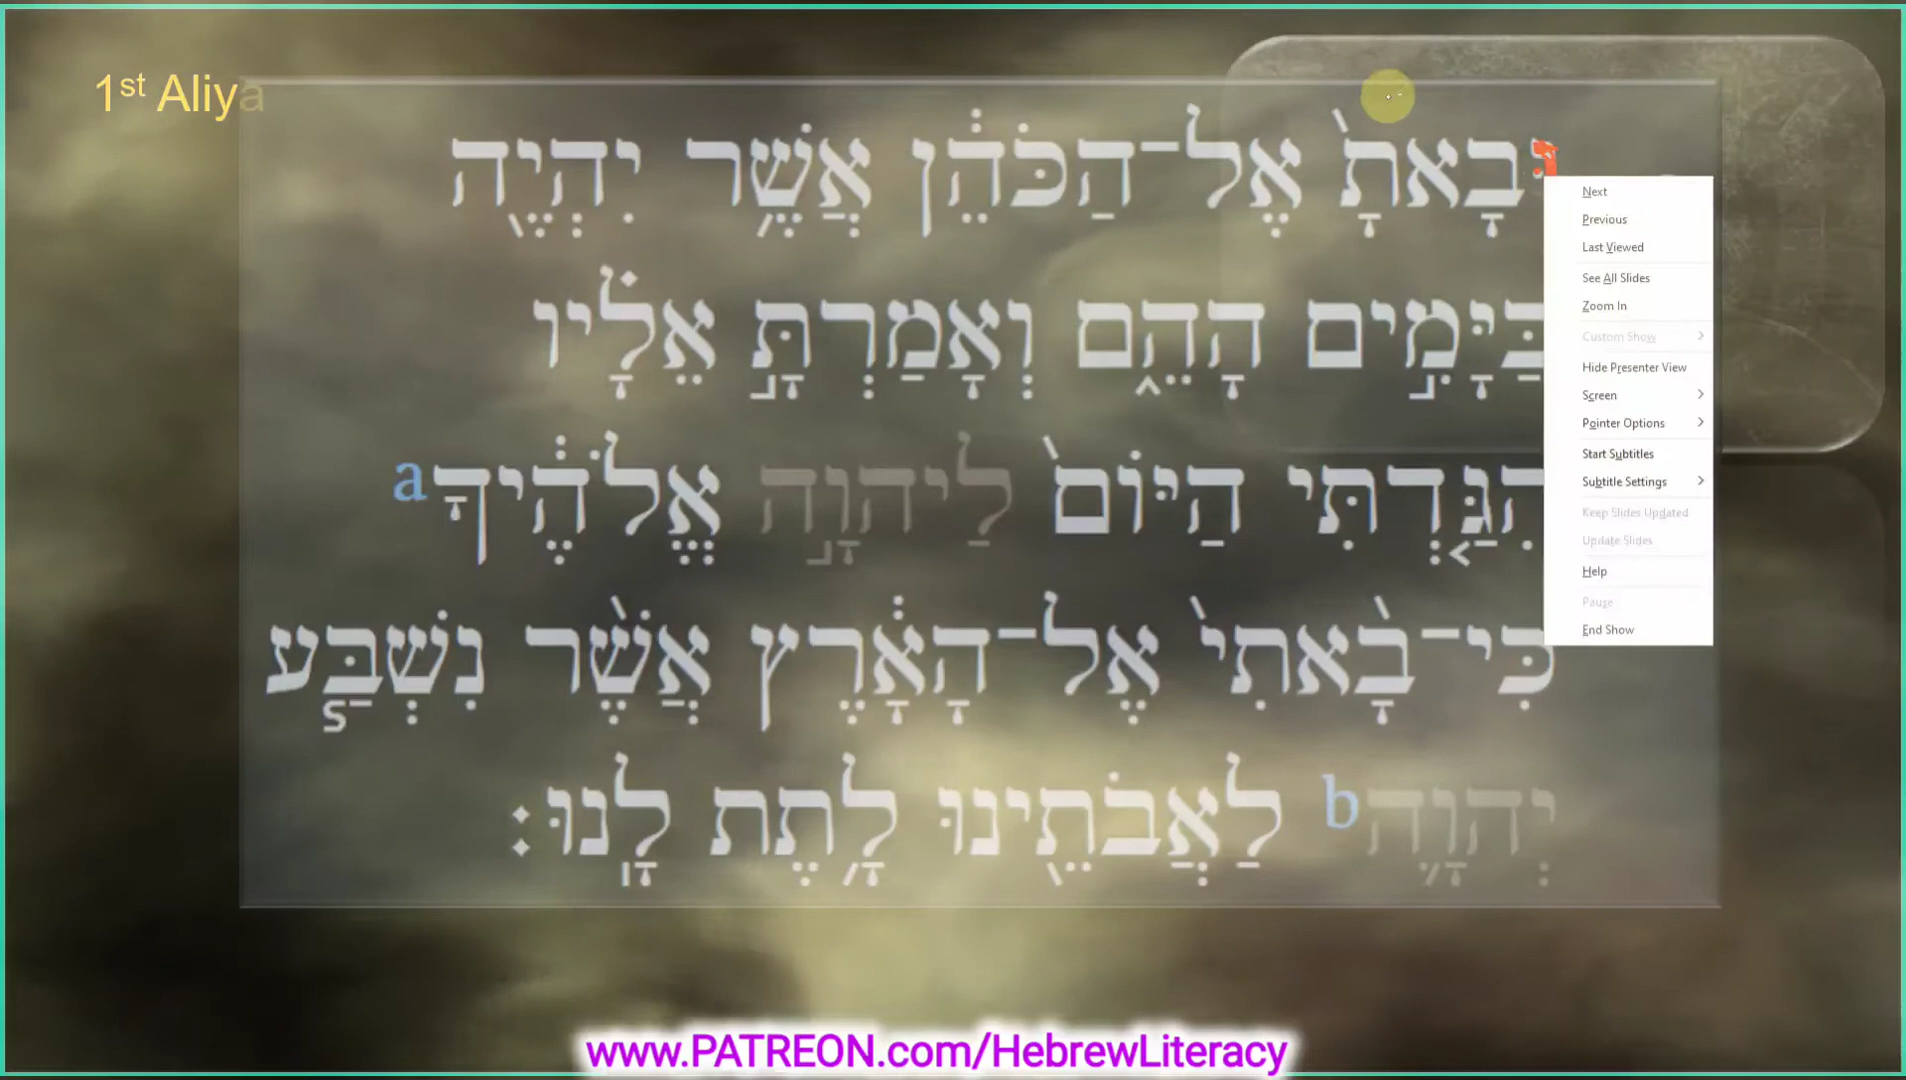 1st Aliya
וּבָאתָ֙ אֶל־הַכֹּהֵ֔ן אֲשֶׁ֥ר יִהְיֶ֖ה
בַּיָּמִ֣ים הָהֵ֑ם וְאָמַרְתָּ֣ אֵלָ֗יו
הִגַּ֤דְתִּי הַיּוֹם֙ לַיהוָ֣ה אֱלֹהֶ֔יךָ a
כִּי־בָ֙אתִי֙ אֶל־הָאָ֔רֶץ אֲשֶׁ֨ר נִשְׁבַּ֧ע
יְהוָ֛ה b לַאֲבֹתֵ֖ינוּ לָ֥תֶת לָֽנוּ׃
Next
Previous
Last Viewed
See All Slides
Zoom In
Custom Show
Hide Presenter View
Screen
Pointer Options
Start Subtitles
Subtitle Settings
Keep Slides Updated
Update Slides
Help
Pause
End Show
www.PATREON.com/HebrewLiteracy